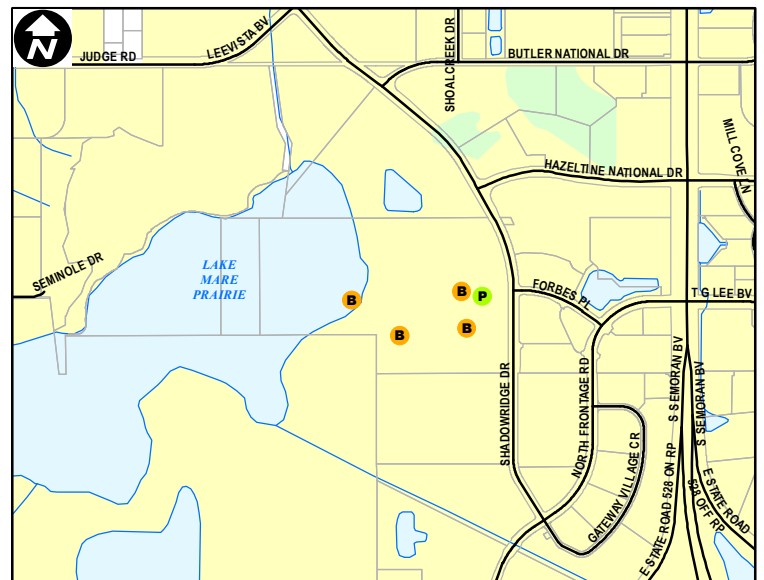 N
JUDGE RD
LEEVISTA BV
SHOALCREEK DR
BUTLER NATIONAL DR
MILL COVE LN
HAZELTINE NATIONAL DR
SEMINOLE DR
LAKE
MARE
PRAIRIE
B
B
P
B
B
FORBES PL
T G LEE BV
SHADOWRIDGE DR
NORTH FRONTAGE RD
S SEMORAN BV
S SEMORAN BV
GATEWAY VILLAGE CR
E STATE ROAD 528 ON RP
E STATE ROAD
528 OFF RP